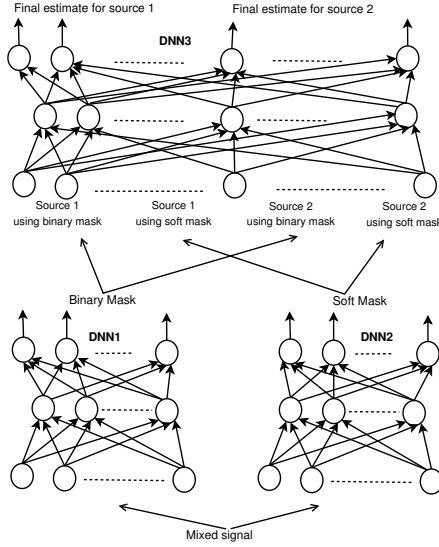 Final estimate for source 1
Final estimate for source 2
DNN3
Source 1
using binary mask
Source 1
using soft mask
Source 2
using binary mask
Source 2
using soft mask
Binary Mask
Soft Mask
DNN1
DNN2
Mixed signal